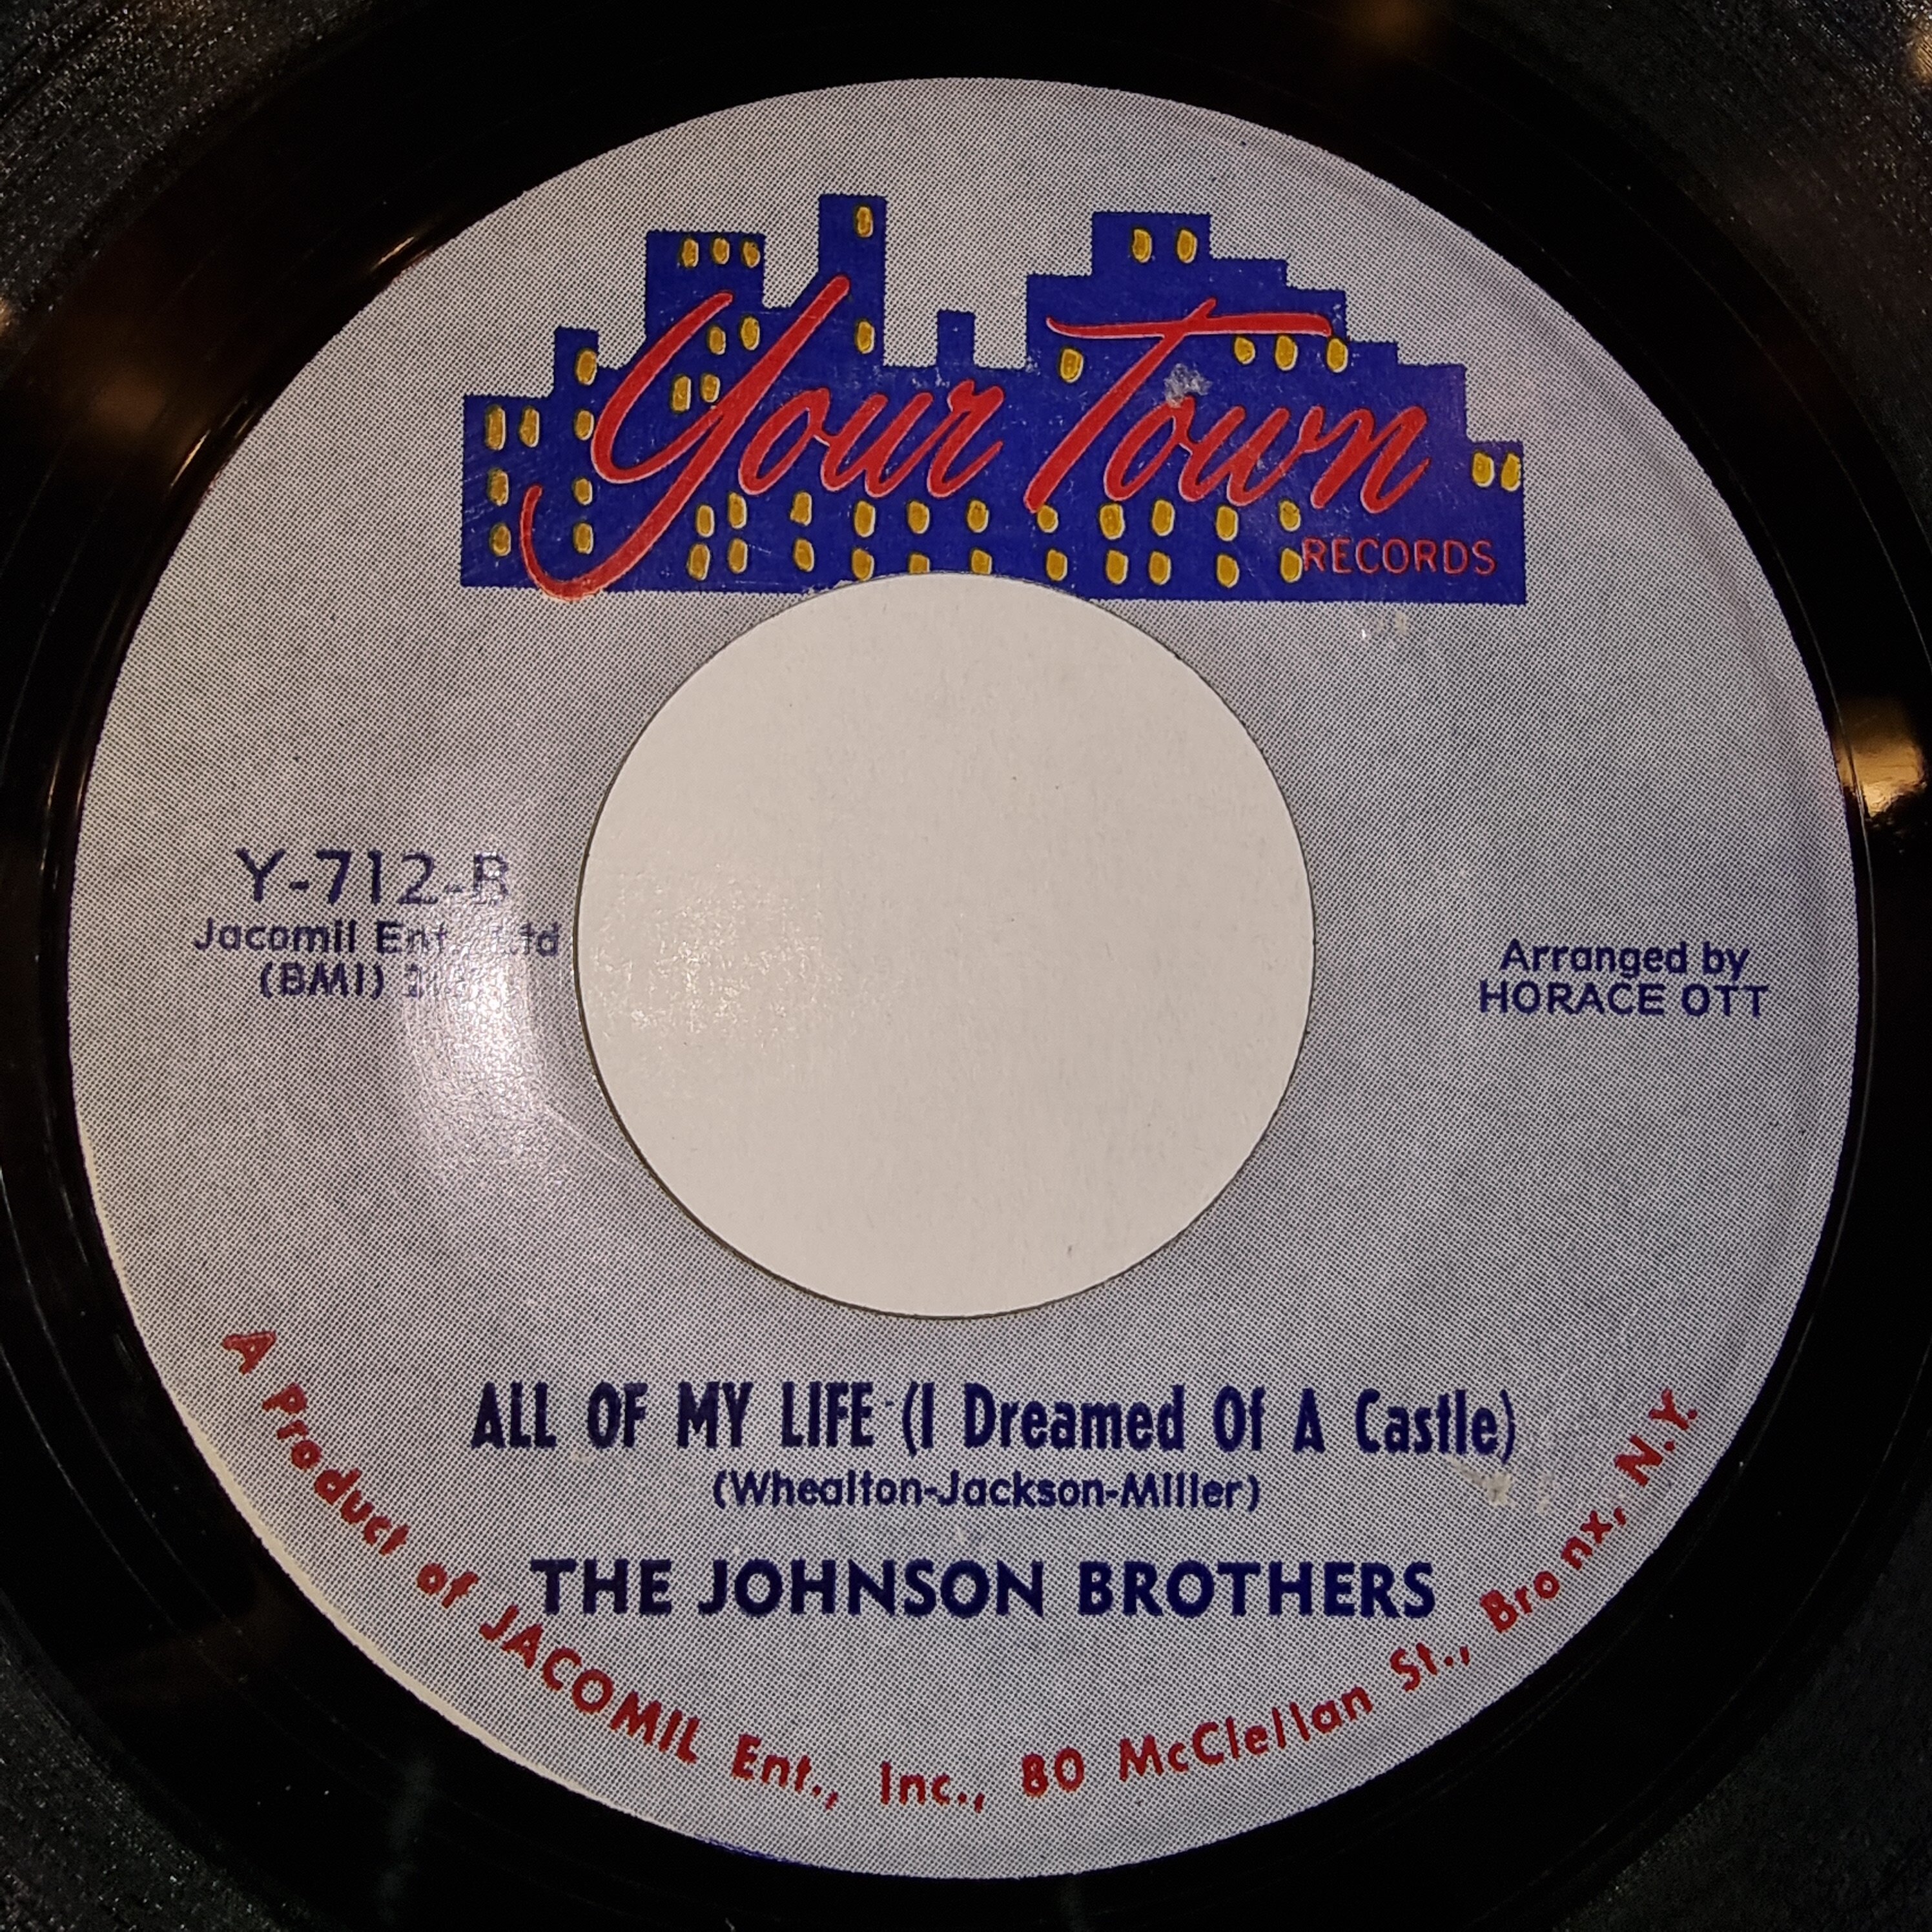 Your Town
RECORDS
Y-712-B
Jacomil Ent. Ltd
(BMI)
Arranged by
HORACE OTT
ALL OF MY LIFE (I Dreamed Of A Castle)
(Whealton-Jackson-Miller)
THE JOHNSON BROTHERS
A Product of JACOMIL Ent., Inc., 80 McClellan St., Bronx, N.Y.